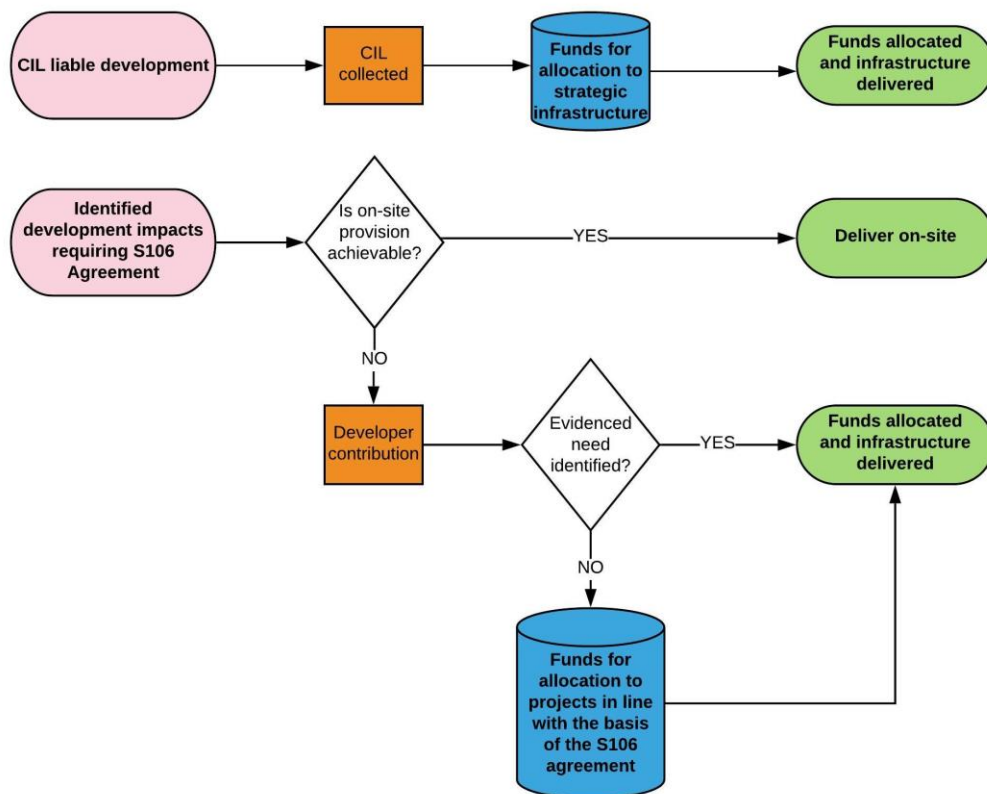 CIL liable development
CIL
collected
Funds for
allocation to
strategic
infrastructure
Funds allocated
and infrastructure
delivered
Identified
development impacts
requiring S106
Agreement
Is on-site
provision
achievable?
YES
Deliver on-site
NO
Developer
contribution
Evidenced
need
identified?
YES
Funds allocated
and infrastructure
delivered
NO
Funds for
allocation to
projects in line
with the basis
of the S106
agreement